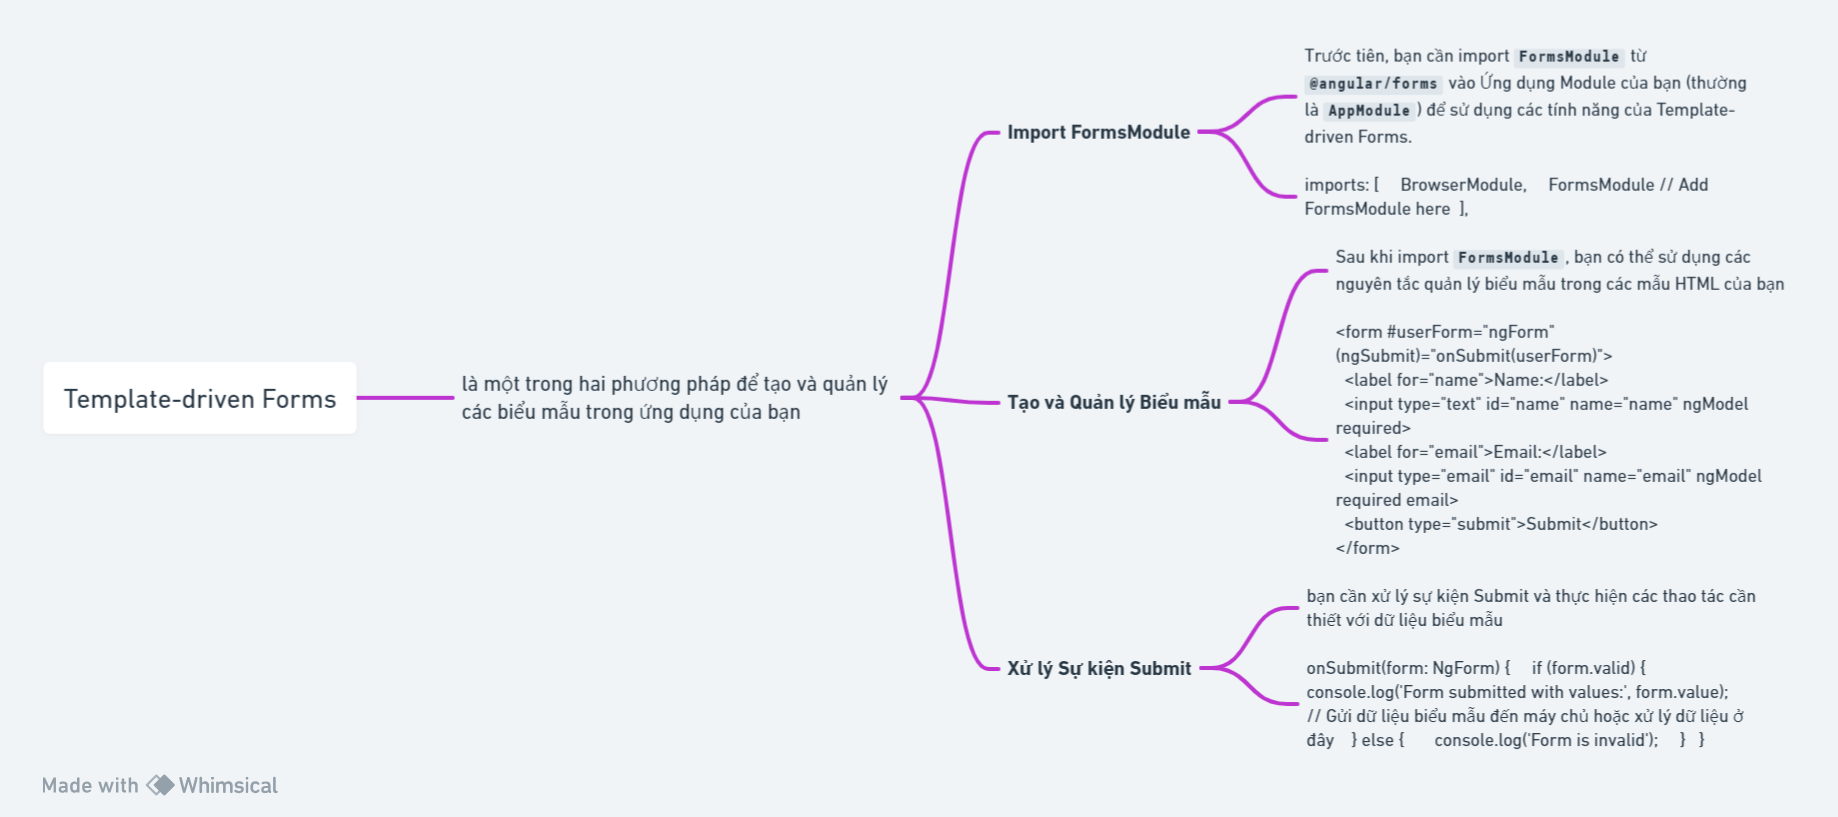 Template-driven Forms
là một trong hai phương pháp để tạo và quản lý
các biểu mẫu trong ứng dụng của bạn
Import FormsModule
Trước tiên, bạn cần import FormsModule từ
@angular/forms vào Ứng dụng Module của bạn (thường
là AppModule) để sử dụng các tính năng của Template-
driven Forms.
imports: [     BrowserModule,     FormsModule // Add
FormsModule here  ],
Tạo và Quản lý Biểu mẫu
Sau khi import FormsModule, bạn có thể sử dụng các
nguyên tắc quản lý biểu mẫu trong các mẫu HTML của bạn
<form #userForm="ngForm"
(ngSubmit)="onSubmit(userForm)">
  <label for="name">Name:</label>
  <input type="text" id="name" name="name" ngModel
required>
  <label for="email">Email:</label>
  <input type="email" id="email" name="email" ngModel
required email>
  <button type="submit">Submit</button>
</form>
Xử lý Sự kiện Submit
bạn cần xử lý sự kiện Submit và thực hiện các thao tác cần
thiết với dữ liệu biểu mẫu
onSubmit(form: NgForm) {     if (form.valid) {
console.log('Form submitted with values:', form.value);
// Gửi dữ liệu biểu mẫu đến máy chủ hoặc xử lý dữ liệu ở
đây    } else {       console.log('Form is invalid');     }   }
Made with Whimsical